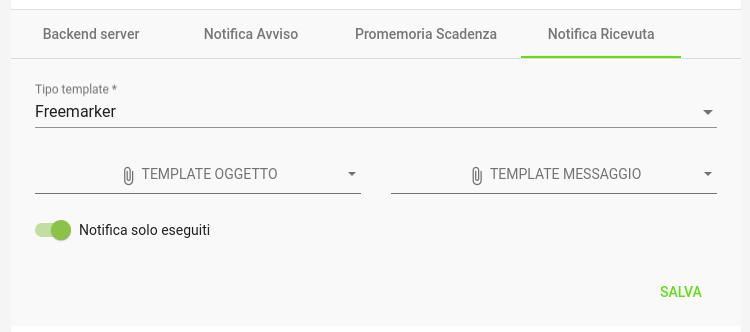 Backend server Notifica Avviso Promemoria Scadenza Notifica Ricevuta
Tipo template *
Freemarker
TEMPLATE OGGETTO TEMPLATE MESSAGGIO
Notifica solo eseguiti
SALVA